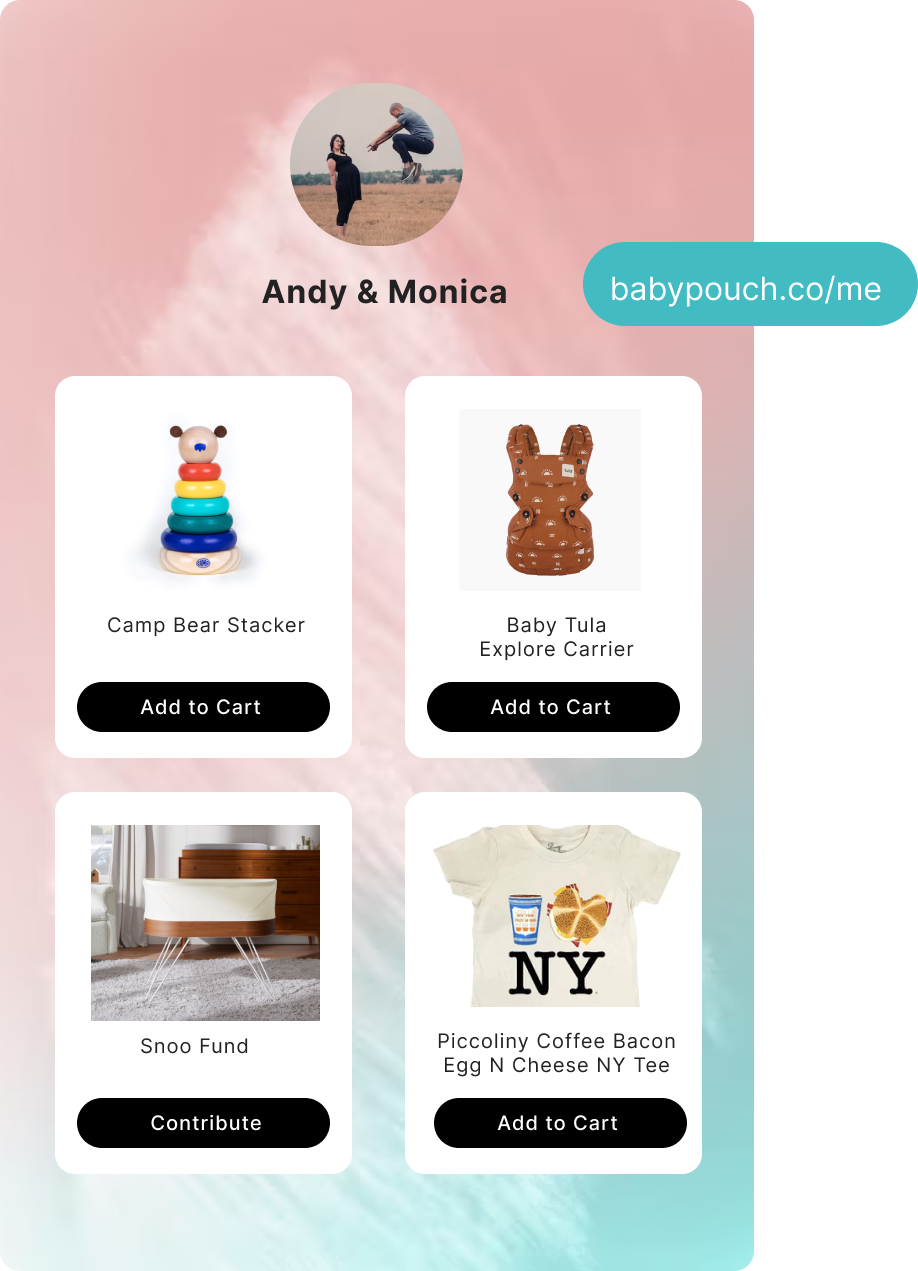 Andy & Monica
babypouch.co/me
Camp Bear Stacker
Add to Cart
Baby Tula
Explore Carrier
Add to Cart
Snoo Fund
Contribute
NY
Piccoliny Coffee Bacon
Egg N Cheese NY Tee
Add to Cart